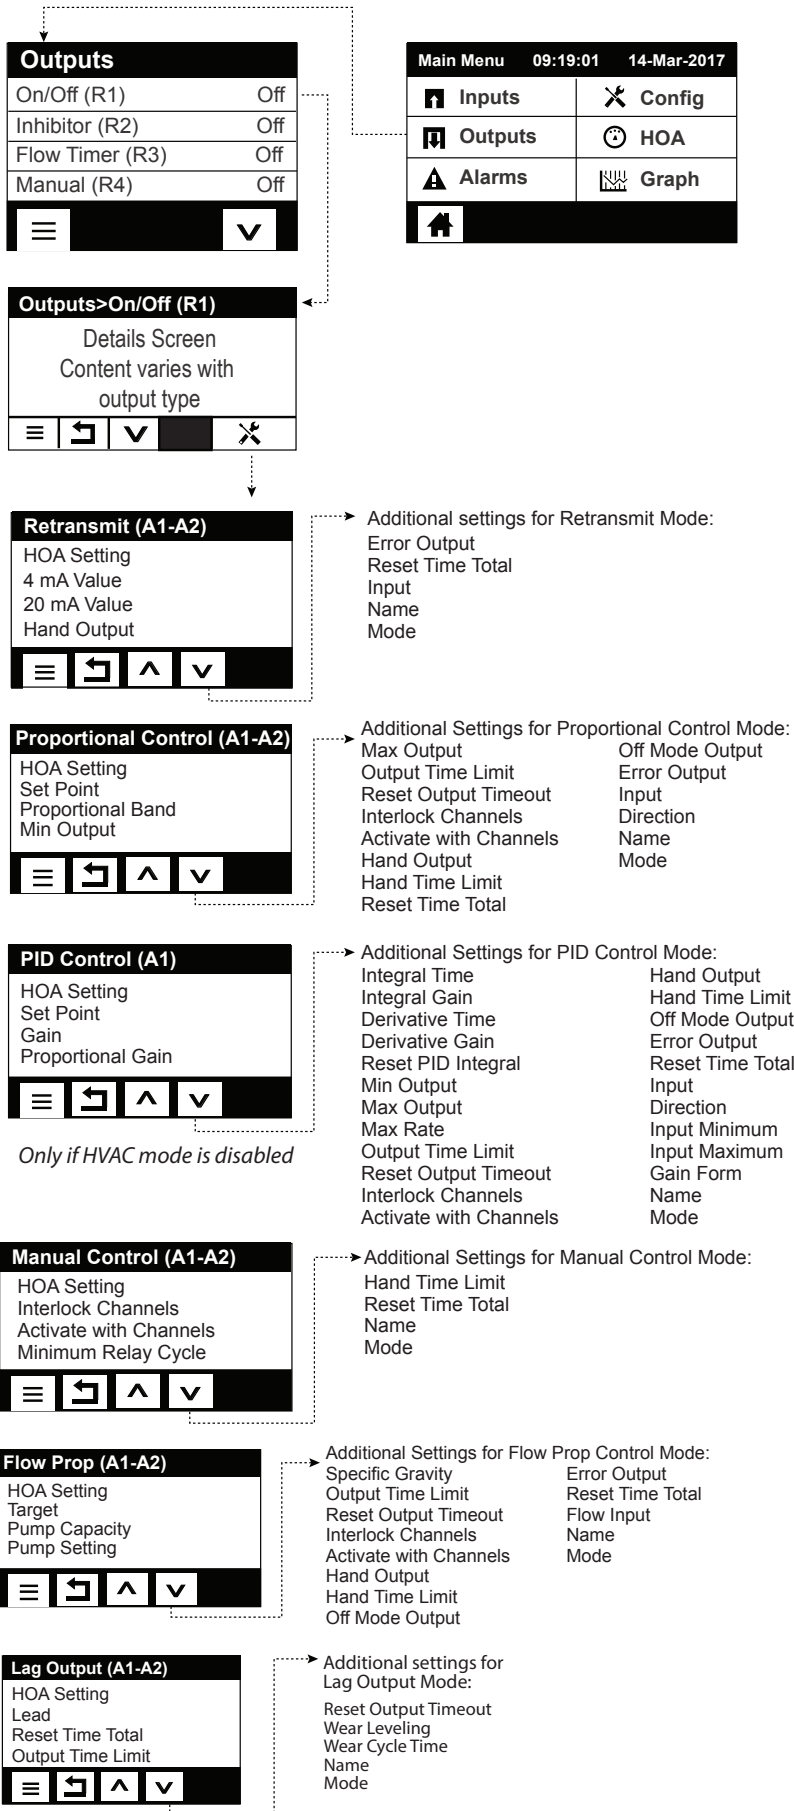 Outputs
On/Off (R1) Off
Inhibitor (R2) Off
Flow Timer (R3) Off
Manual (R4) Off
Main Menu 09:19:01 14-Mar-2017
Inputs Config
Outputs HOA
Alarms Graph
Outputs>On/Off (R1)
Details Screen
Content varies with
output type
Retransmit (A1-A2)
HOA Setting
4 mA Value
20 mA Value
Hand Output
Additional settings for Retransmit Mode:
Error Output
Reset Time Total
Input
Name
Mode
Proportional Control (A1-A2)
HOA Setting
Set Point
Proportional Band
Min Output
Additional Settings for Proportional Control Mode:
Max Output
Output Time Limit
Reset Output Timeout
Interlock Channels
Activate with Channels
Hand Output
Hand Time Limit
Reset Time Total
Off Mode Output
Error Output
Input
Direction
Name
Mode
PID Control (A1)
HOA Setting
Set Point
Gain
Proportional Gain
Only if HVAC mode is disabled
Additional Settings for PID Control Mode:
Integral Time
Integral Gain
Derivative Time
Derivative Gain
Reset PID Integral
Min Output
Max Output
Max Rate
Output Time Limit
Reset Output Timeout
Interlock Channels
Activate with Channels
Hand Output
Hand Time Limit
Off Mode Output
Error Output
Reset Time Total
Input
Direction
Input Minimum
Input Maximum
Gain Form
Name
Mode
Manual Control (A1-A2)
HOA Setting
Interlock Channels
Activate with Channels
Minimum Relay Cycle
Additional Settings for Manual Control Mode:
Hand Time Limit
Reset Time Total
Name
Mode
Flow Prop (A1-A2)
HOA Setting
Target
Pump Capacity
Pump Setting
Additional Settings for Flow Prop Control Mode:
Specific Gravity
Output Time Limit
Reset Output Timeout
Interlock Channels
Activate with Channels
Hand Output
Hand Time Limit
Off Mode Output
Error Output
Reset Time Total
Flow Input
Name
Mode
Lag Output (A1-A2)
HOA Setting
Lead
Reset Time Total
Output Time Limit
Additional settings for
Lag Output Mode:
Reset Output Timeout
Wear Leveling
Wear Cycle Time
Name
Mode